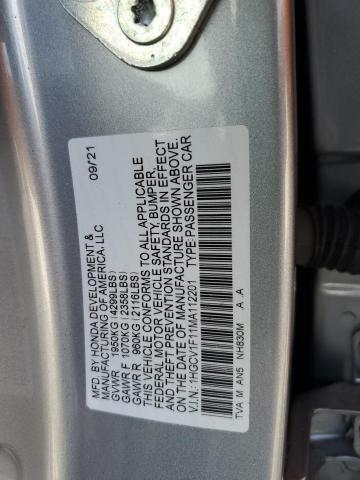 MFD. BY HONDA DEVELOPMENT & 09/21
MANUFACTURING OF AMERICA, LLC
GVWR 1950KG(4299LBS)
GAWR F 1070KG(2358LBS)
GAWR R 960KG(2116LBS)
THIS VEHICLE CONFORMS TO ALL APPLICABLE
FEDERAL MOTOR VEHICLE SAFETY, BUMPER,
AND THEFT PREVENTION STANDARDS IN EFFECT
ON THE DATE OF MANUFACTURE SHOWN ABOVE.
V.I.N.:1HGCV1F11MA112201 TYPE:PASSENGER CAR
TVA M AN5 NH830M .A .A